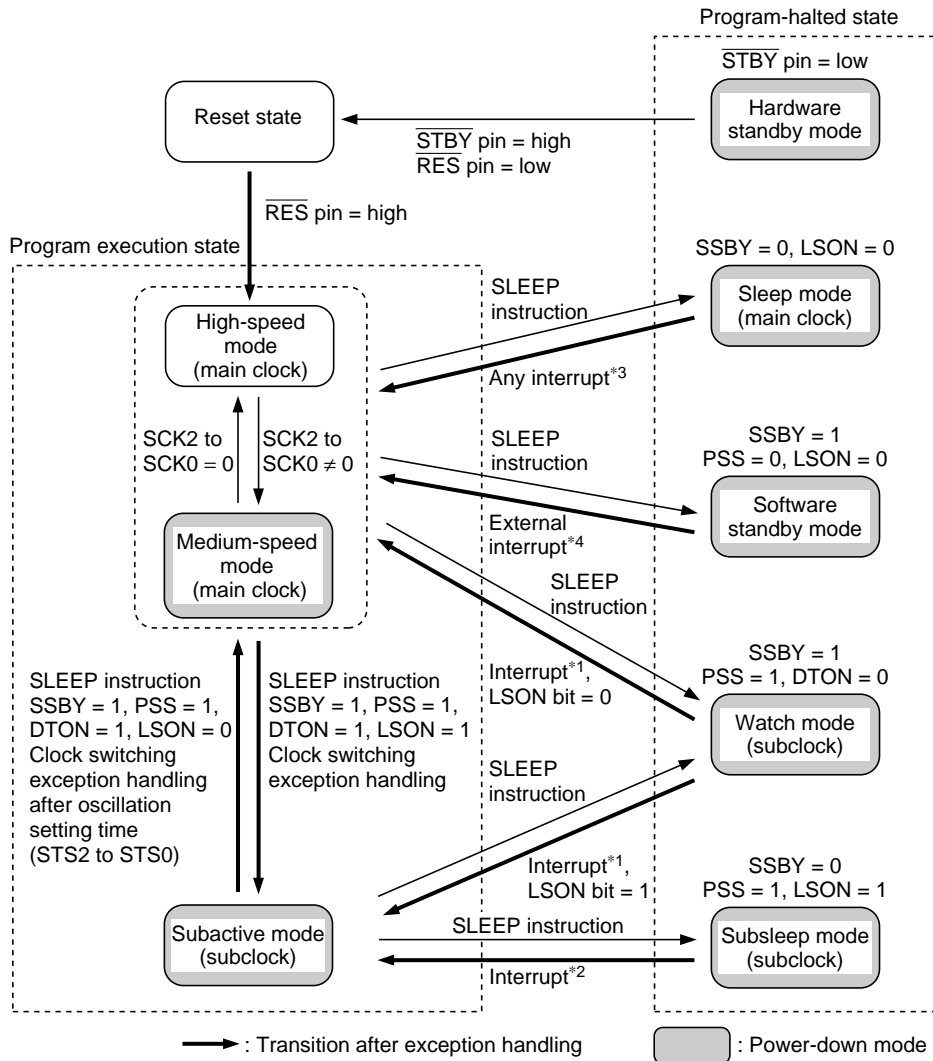 Program-halted state
STBY pin = low
Hardware
standby mode
Reset state
STBY pin = high
RES pin = low
RES pin = high
Program execution state
SSBY = 0, LSON = 0
Sleep mode
(main clock)
SLEEP
instruction
Any interrupt*3
High-speed
mode
(main clock)
SCK2 to
SCK0 = 0
SCK2 to
SCK0 ≠ 0
SLEEP
instruction
External
interrupt*4
SSBY = 1
PSS = 0, LSON = 0
Software
standby mode
Medium-speed
mode
(main clock)
SLEEP
instruction
Interrupt*1,
LSON bit = 0
SSBY = 1
PSS = 1, DTON = 0
Watch mode
(subclock)
SLEEP instruction
SSBY = 1, PSS = 1,
DTON = 1, LSON = 0
Clock switching
exception handling
after oscillation
setting time
(STS2 to STS0)
SLEEP instruction
SSBY = 1, PSS = 1,
DTON = 1, LSON = 1
Clock switching
exception handling
SLEEP
instruction
Interrupt*1,
LSON bit = 1
SSBY = 0
PSS = 1, LSON = 1
Subsleep mode
(subclock)
Subactive mode
(subclock)
SLEEP instruction
Interrupt*2
: Transition after exception handling
: Power-down mode